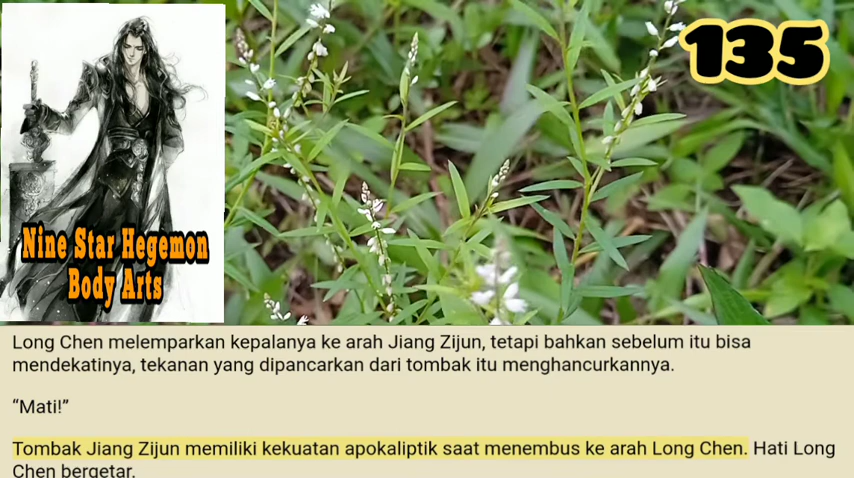 135
Nine Star Hegemon
Body Arts
Long Chen melemparkan kepalanya ke arah Jiang Zijun, tetapi bahkan sebelum itu bisa
mendekatinya, tekanan yang dipancarkan dari tombak itu menghancurkannya.
“Mati!”
Tombak Jiang Zijun memiliki kekuatan apokaliptik saat menembus ke arah Long Chen. Hati Long
Chen bergetar.